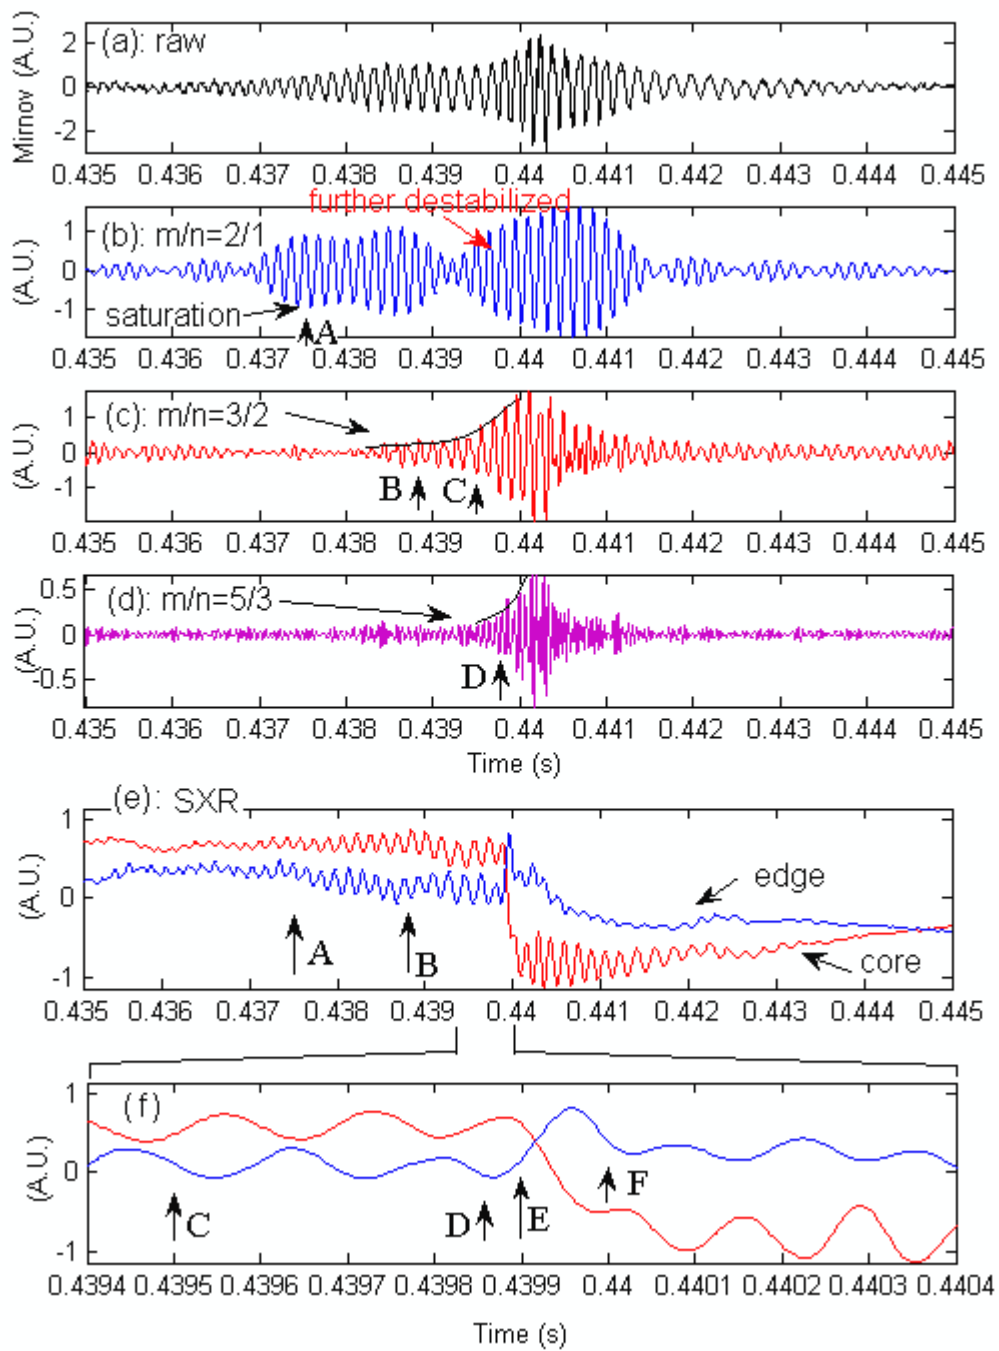 (a): raw
Mirnov (A.U.)
2
0
-2
0.435 0.436 0.437 0.438 0.439 0.44 0.441 0.442 0.443 0.444 0.445
further destabilized
(b): m/n=2/1
(A.U.)
1
0
-1
saturation
A
0.435 0.436 0.437 0.438 0.439 0.44 0.441 0.442 0.443 0.444 0.445
(c): m/n=3/2
(A.U.)
1
0
-1
B C
0.435 0.436 0.437 0.438 0.439 0.44 0.441 0.442 0.443 0.444 0.445
(d): m/n=5/3
(A.U.)
0.5
0
-0.5
D
0.435 0.436 0.437 0.438 0.439 0.44 0.441 0.442 0.443 0.444 0.445
Time (s)
(e): SXR
(A.U.)
1
0
-1
edge
A
B
core
0.435 0.436 0.437 0.438 0.439 0.44 0.441 0.442 0.443 0.444 0.445
(f)
(A.U.)
1
0
-1
C
D
E
F
0.4394 0.4395 0.4396 0.4397 0.4398 0.4399 0.44 0.4401 0.4402 0.4403 0.4404
Time (s)